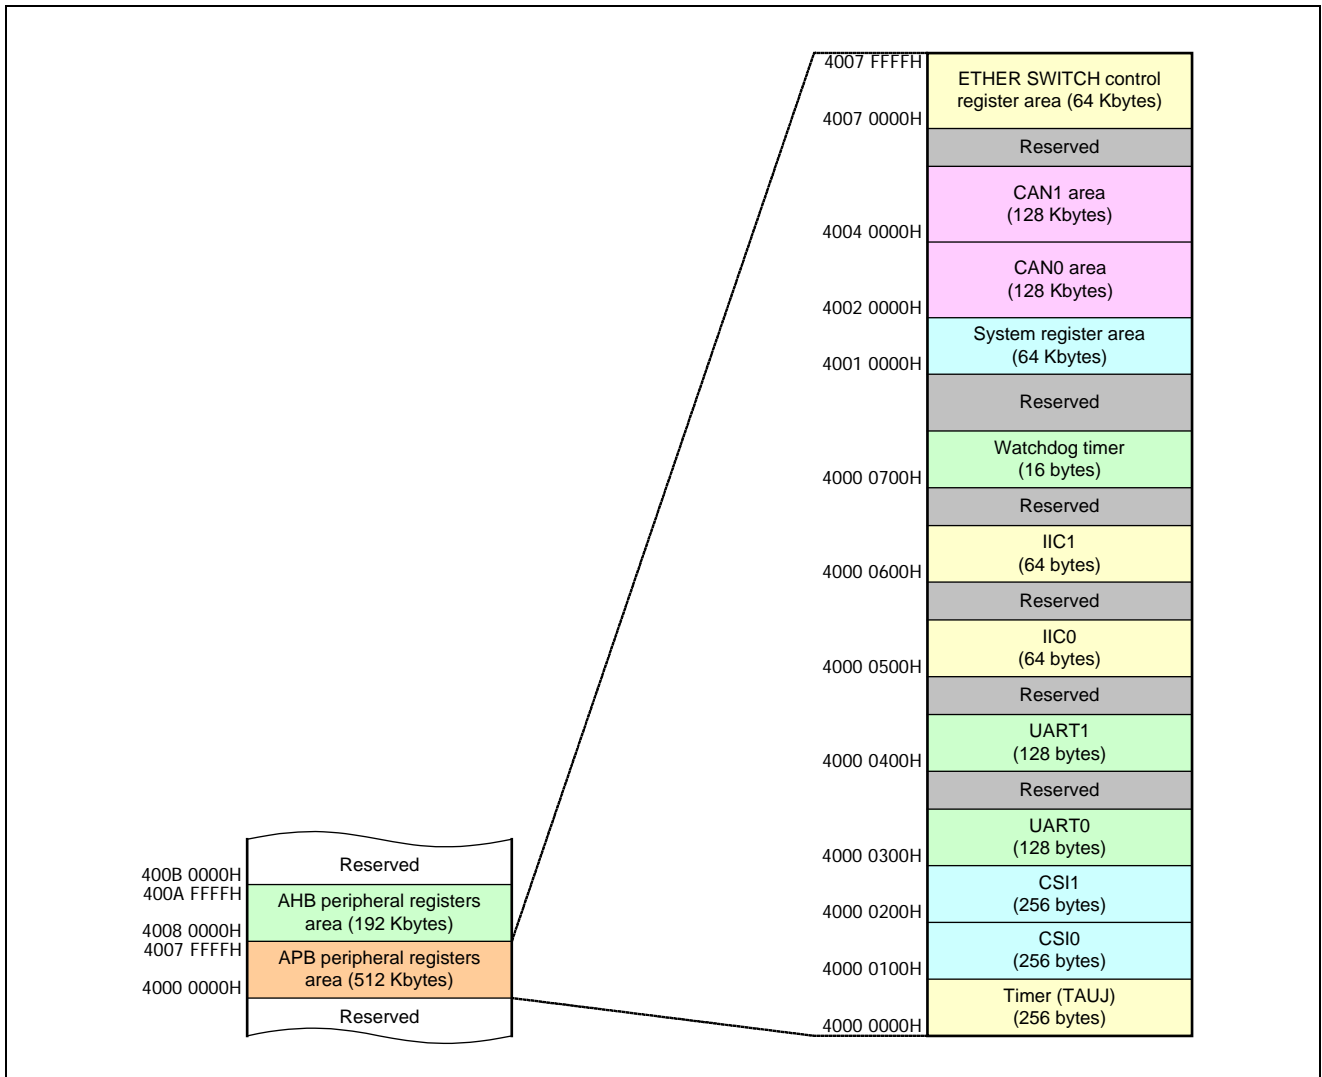 4007 FFFFH
ETHER SWITCH control
register area (64 Kbytes)
4007 0000H
Reserved
CAN1 area
(128 Kbytes)
4004 0000H
CAN0 area
(128 Kbytes)
4002 0000H
System register area
(64 Kbytes)
4001 0000H
Reserved
Watchdog timer
(16 bytes)
4000 0700H
Reserved
IIC1
(64 bytes)
4000 0600H
Reserved
IIC0
(64 bytes)
4000 0500H
Reserved
UART1
(128 bytes)
4000 0400H
Reserved
UART0
(128 bytes)
4000 0300H
CSI1
(256 bytes)
4000 0200H
CSI0
(256 bytes)
4000 0100H
Timer (TAUJ)
(256 bytes)
4000 0000H
Reserved
400B 0000H
400A FFFFH
AHB peripheral registers
area (192 Kbytes)
4008 0000H
4007 FFFFH
APB peripheral registers
area (512 Kbytes)
4000 0000H
Reserved